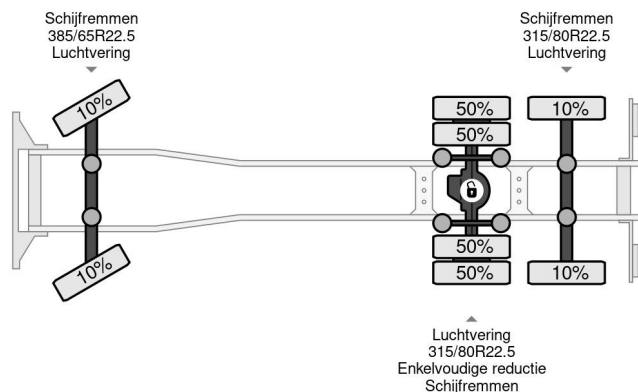 Schijfremmen
385/65R22.5
Luchtvering
Schijfremmen
315/80R22.5
Luchtvering
10%
50%
10%
50%
50%
10%
50%
10%
Luchtvering
315/80R22.5
Enkelvoudige reductie
Schijfremmen